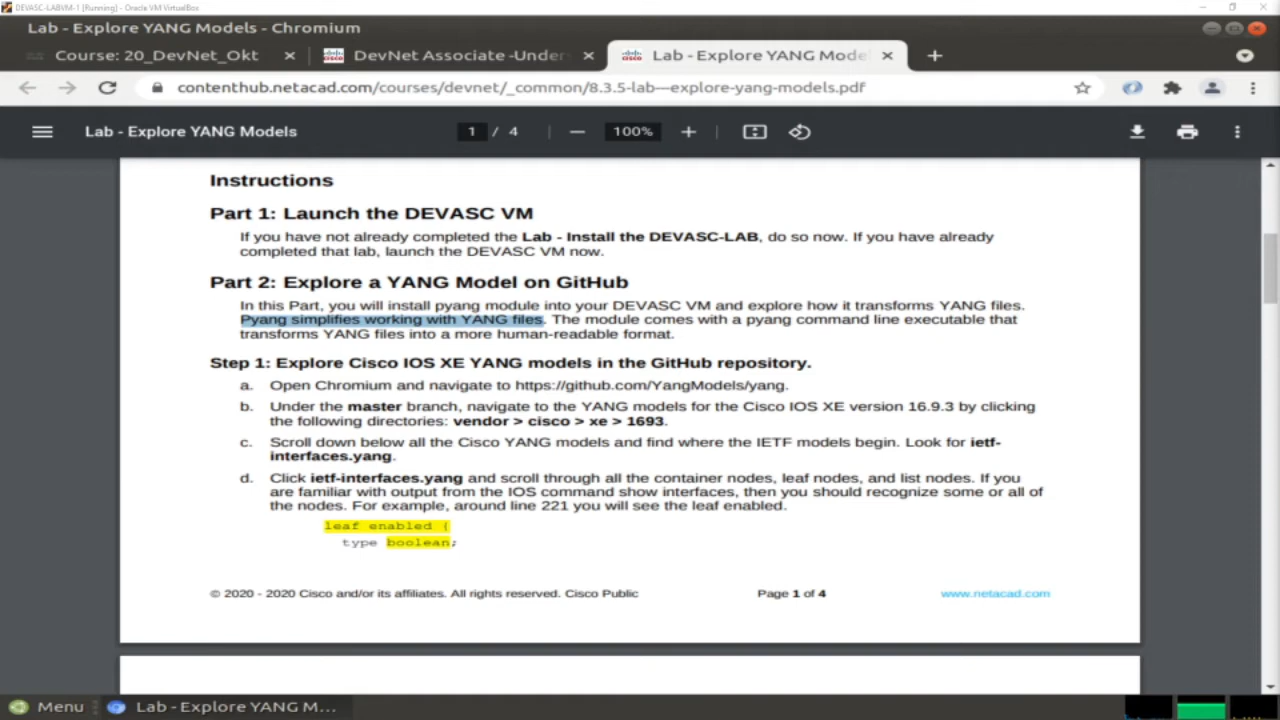 DEVASC-LABVM-1 [Running] - Oracle VM VirtualBox
Lab - Explore YANG Models - Chromium
Course: 20_DevNet_Okt
DevNet Associate -Under
Lab - Explore YANG Mode
contenthub.netacad.com/courses/devnet/_common/8.3.5-lab---explore-yang-models.pdf
Lab - Explore YANG Models
1 / 4
100%
Instructions
Part 1: Launch the DEVASC VM
If you have not already completed the Lab - Install the DEVASC-LAB, do so now. If you have already
completed that lab, launch the DEVASC VM now.
Part 2: Explore a YANG Model on GitHub
In this Part, you will install pyang module into your DEVASC VM and explore how it transforms YANG files.
Pyang simplifies working with YANG files. The module comes with a pyang command line executable that
transforms YANG files into a more human-readable format.
Step 1: Explore Cisco IOS XE YANG models in the GitHub repository.
a. Open Chromium and navigate to https://github.com/YangModels/yang.
b. Under the master branch, navigate to the YANG models for the Cisco IOS XE version 16.9.3 by clicking
the following directories: vendor > cisco > xe > 1693.
c. Scroll down below all the Cisco YANG models and find where the IETF models begin. Look for ietf-
interfaces.yang.
d. Click ietf-interfaces.yang and scroll through all the container nodes, leaf nodes, and list nodes. If you
are familiar with output from the IOS command show interfaces, then you should recognize some or all of
the nodes. For example, around line 221 you will see the leaf enabled.
leaf enabled {
type boolean;
© 2020 - 2020 Cisco and/or its affiliates. All rights reserved. Cisco Public
Page 1 of 4
www.netacad.com
Menu
Lab - Explore YANG M...